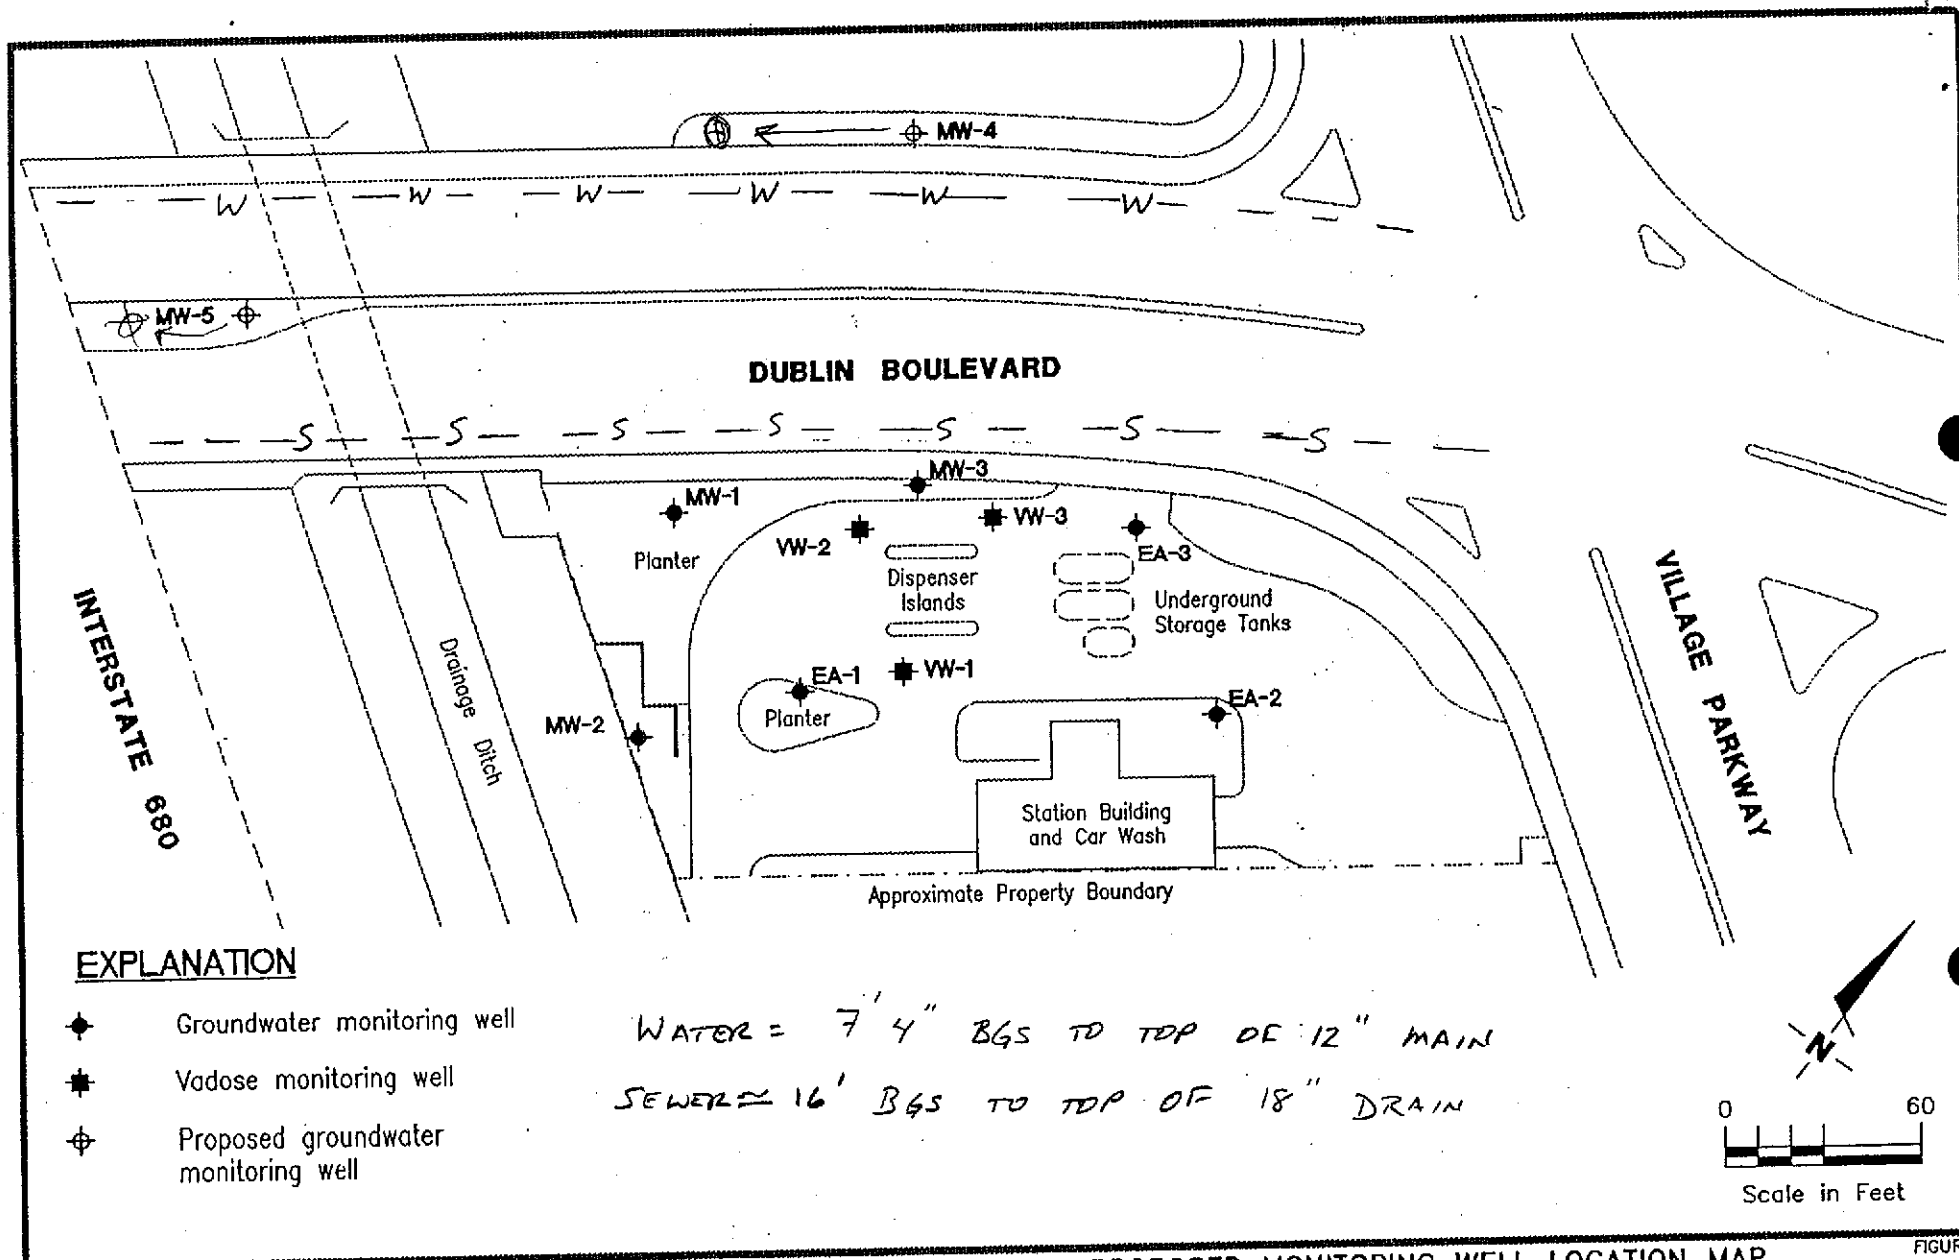 MW-4
W W W W W W
MW-5
DUBLIN BOULEVARD
S S S S S S S
MW-3
MW-1
VW-3
VW-2
EA-3
Planter
Dispenser
Islands
Underground
Storage Tanks
INTERSTATE 680
Drainage Ditch
VILLAGE PARKWAY
EA-1
VW-1
EA-2
Planter
MW-2
Station Building
and Car Wash
Approximate Property Boundary
EXPLANATION
Groundwater monitoring well
Vadose monitoring well
Proposed groundwater
monitoring well
WATER = 7' 4" BGS TO TOP OF 12" MAIN
SEWER ≈ 16' BGS TO TOP OF 18" DRAIN
N
0 60
Scale in Feet
MONITORING WELL LOCATION MAP